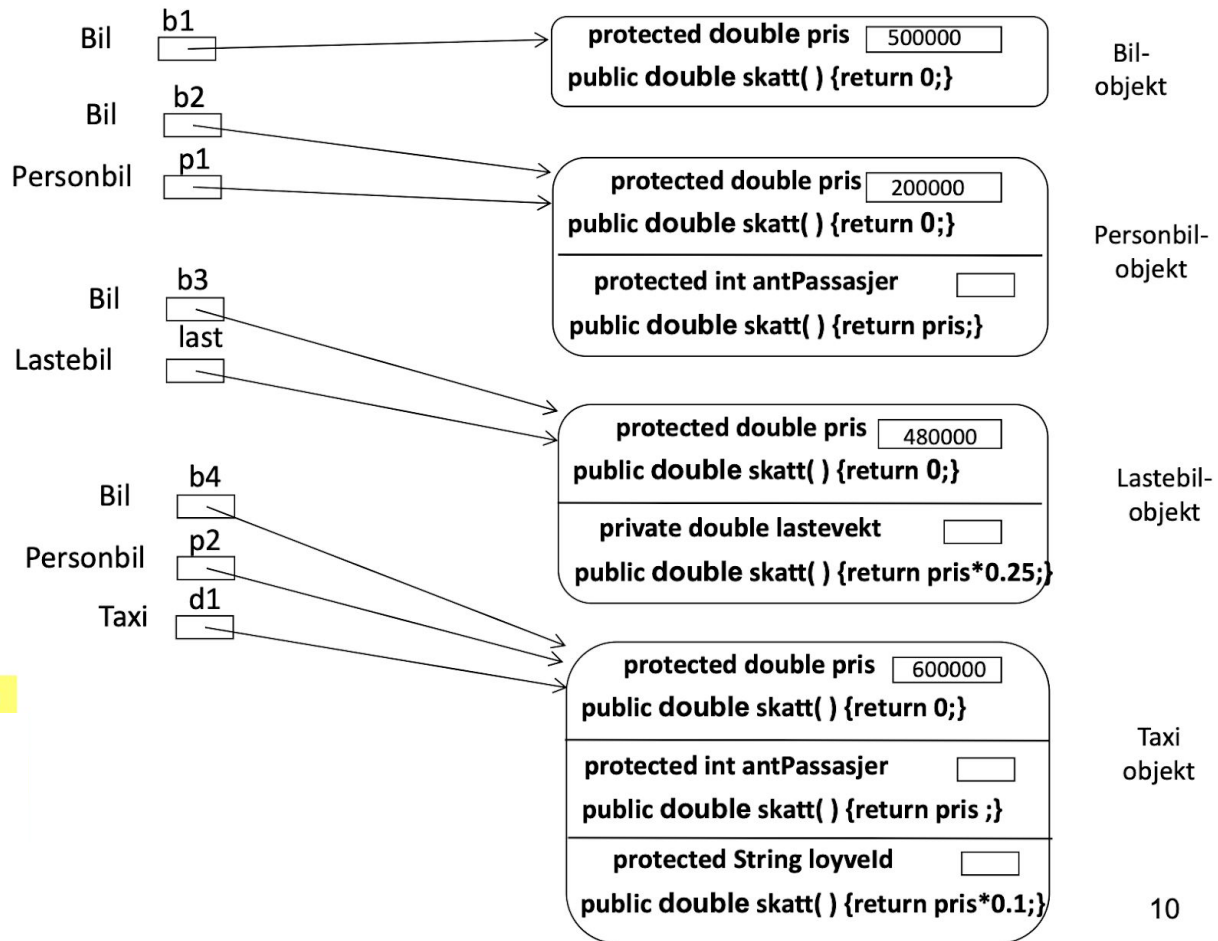 Bil b1
protected double pris 500000
public double skatt( ) {return 0;}
Bil-
objekt
Bil b2
Personbil p1
protected double pris 200000
public double skatt( ) {return 0;}
protected int antPassasjer
public double skatt( ) {return pris;}
Personbil-
objekt
Bil b3
Lastebil last
protected double pris 480000
public double skatt( ) {return 0;}
private double lastevekt
public double skatt( ) {return pris*0.25;}
Lastebil-
objekt
Bil b4
Personbil p2
Taxi d1
protected double pris 600000
public double skatt( ) {return 0;}
protected int antPassasjer
public double skatt( ) {return pris ;}
protected String loyveId
public double skatt( ) {return pris*0.1;}
Taxi
objekt
10